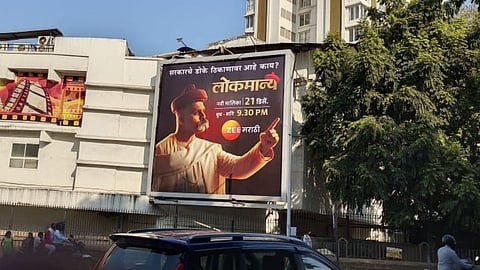 सरकारचे डोके ठिकाणावर आहे काय?
लोकमान्य
नवी मालिका | 21 डिसें.
बुध - शनि 9.30 PM
ZEE मराठी